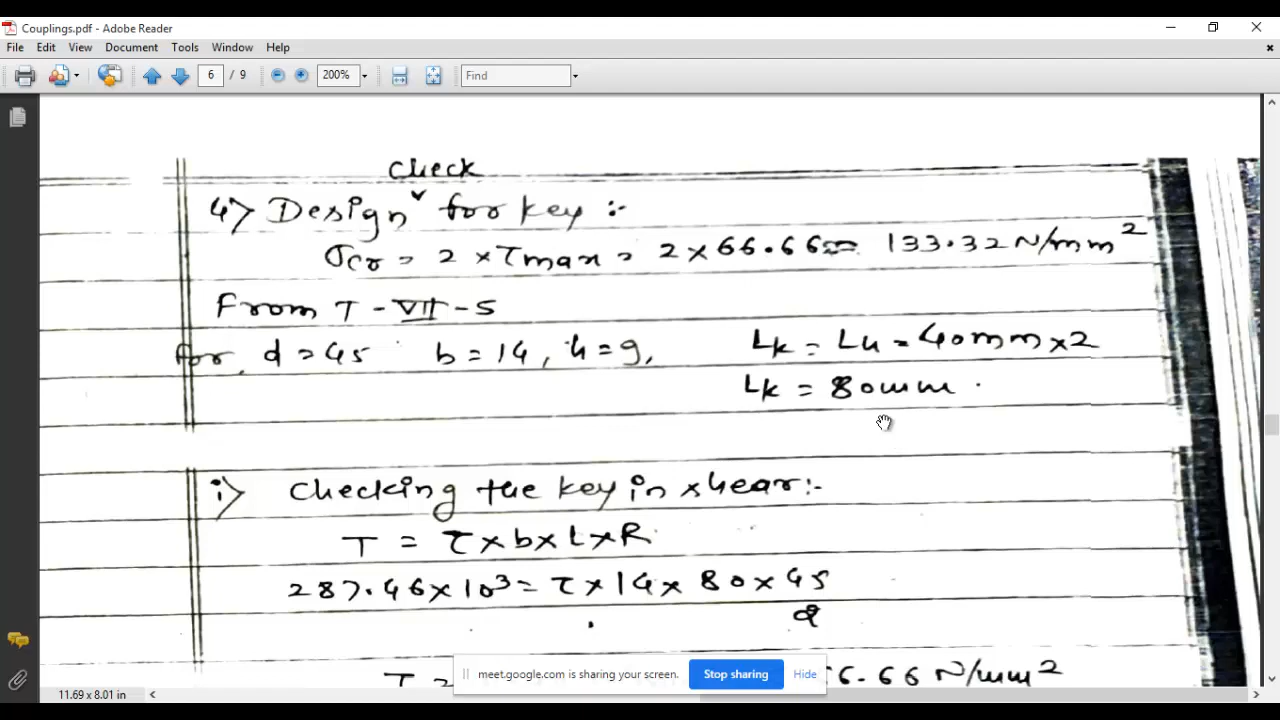 Couplings.pdf - Adobe Reader
File Edit View Document Tools Window Help
6 / 9 200% Find
Check
4> Design ˅ for key :-
σcr = 2 × τmax = 2 × 66.66 = 133.32 N/mm²
From T - VII - 5
for, d = 45 b = 14, h = 9, Lk = LH = 40mm × 2
Lk = 80mm.
i> Checking the key in shear :-
T = τ × b × L × R
287.46 × 10³ = τ × 14 × 80 × 45
2
meet.google.com is sharing your screen. Stop sharing Hide
6.66 N/mm²
11.69 x 8.01 in